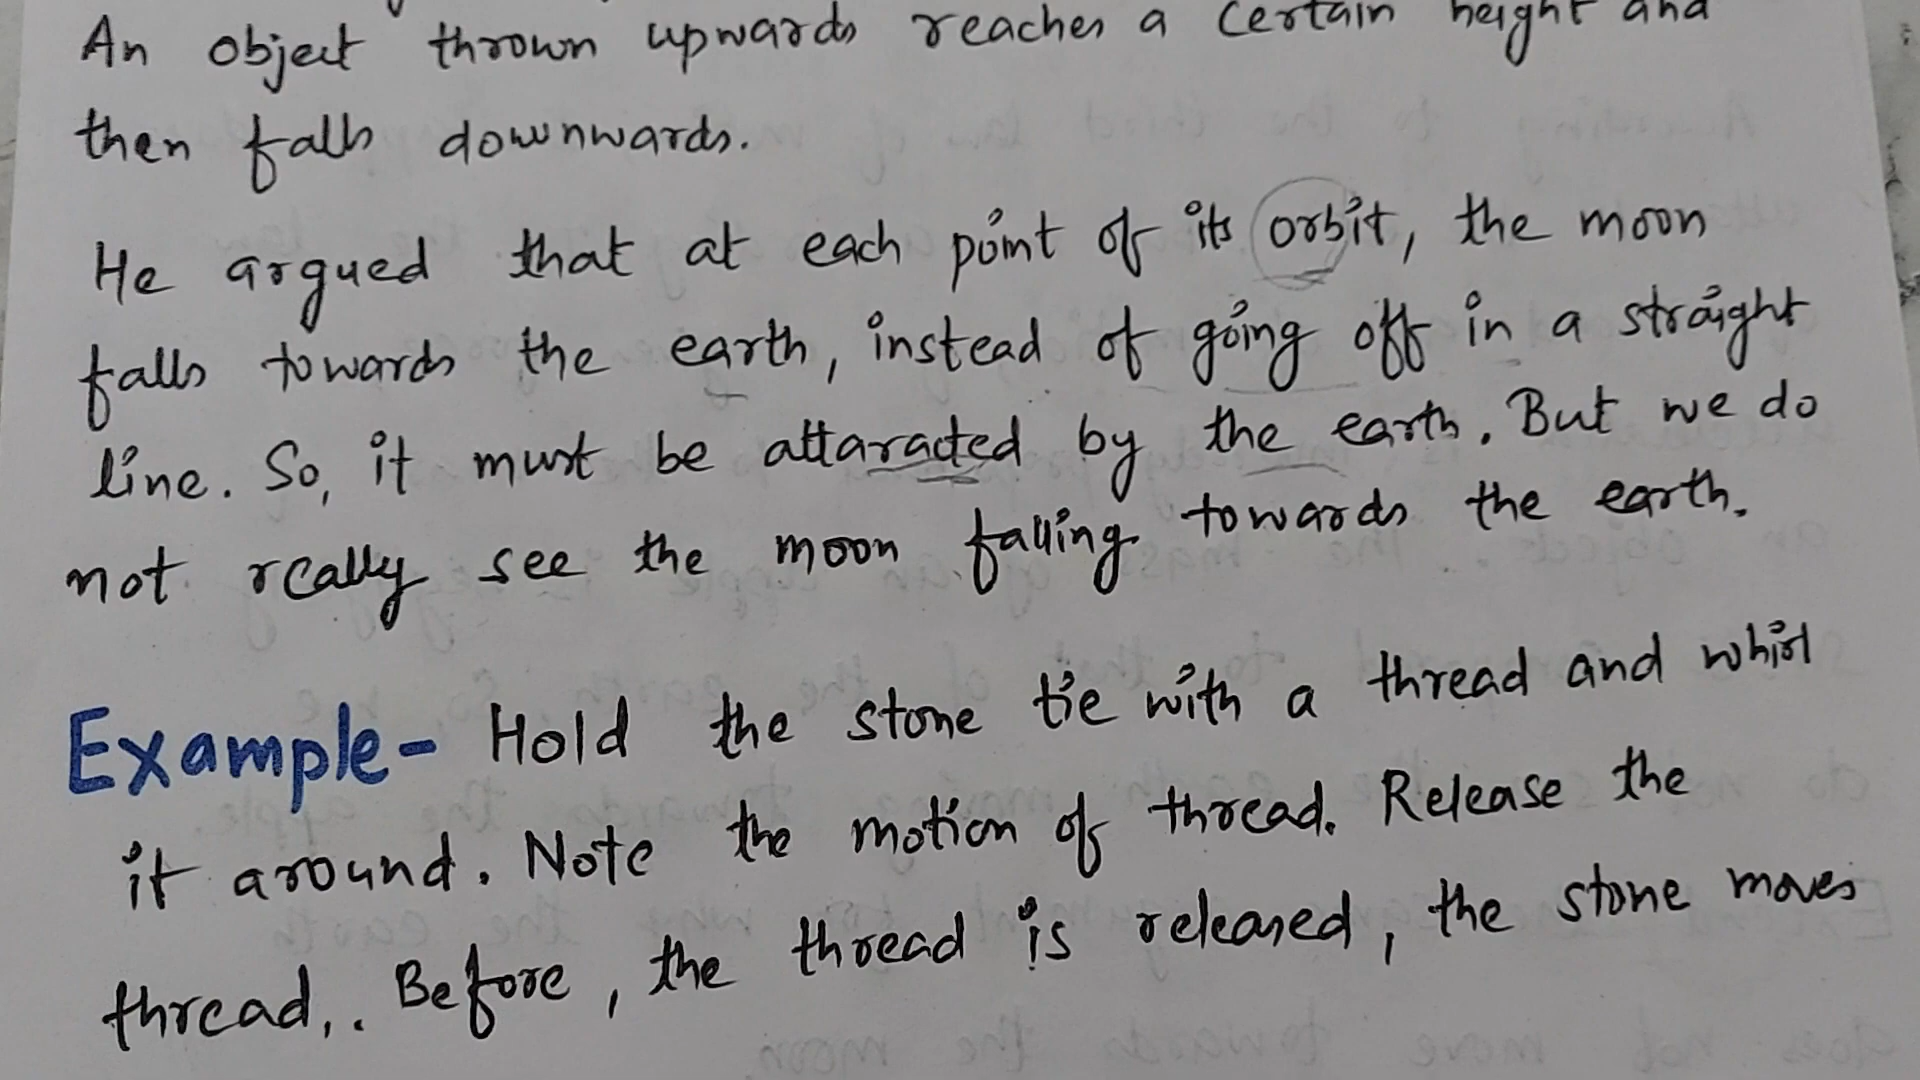 An object thrown upwards reaches a certain height and
then falls downwards.
He argued that at each point of its orbit, the moon
falls towards the earth, instead of going off in a straight
line. So, it must be attaracted by the earth. But we do
not really see the moon falling towards the earth.
Example- Hold the stone tie with a thread and whirl
it around. Note the motion of thread. Release the
thread,. Before, the thread is released, the stone moves